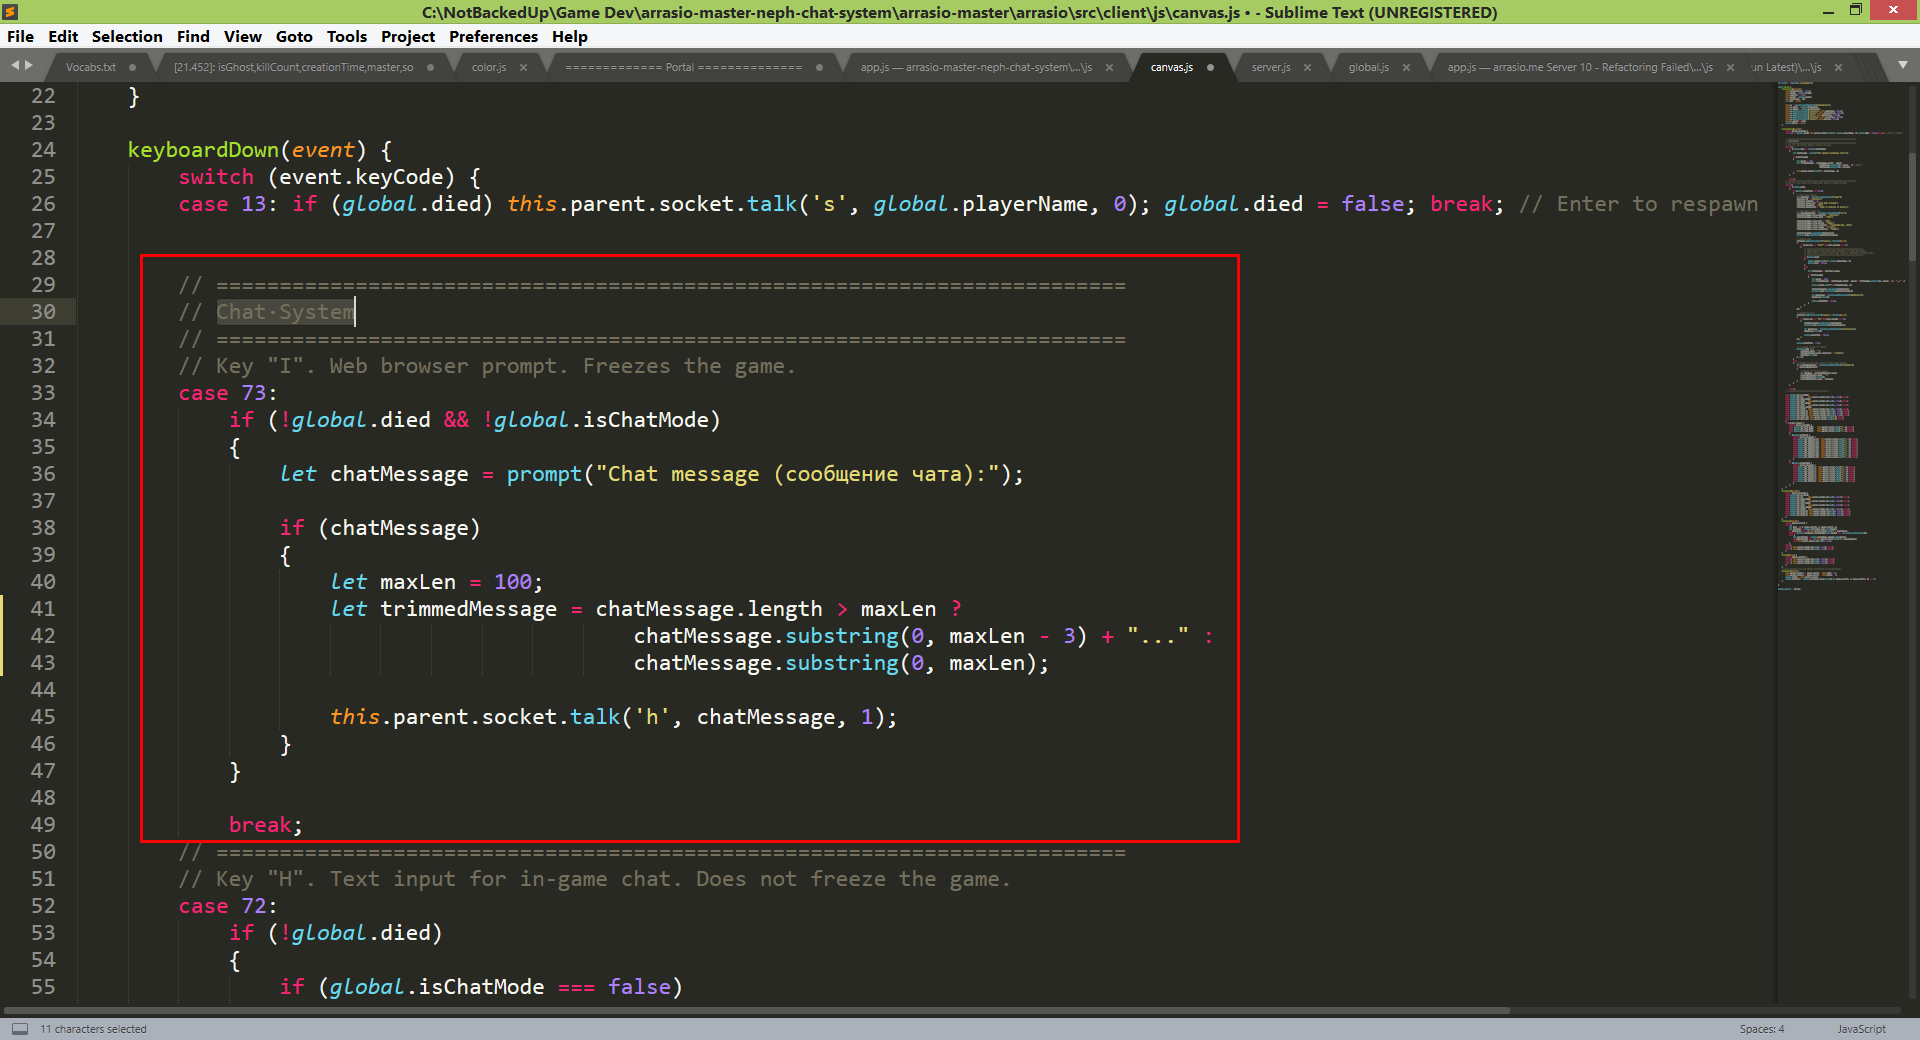 C:\NotBackedUp\Game Dev\arrasio-master-neph-chat-system\arrasio-master\arrasio\src\client\js\canvas.js • - Sublime Text (UNREGISTERED)
File Edit Selection Find View Goto Tools Project Preferences Help
Vocabs.txt [21.452]: isGhost,killCount,creationTime,master,so color.js ============= Portal ============== app.js — arrasio-master-neph-chat-system\...\js canvas.js server.js global.js app.js — arrasio.me Server 10 - Refactoring Failed\...\js un Latest)\...\js
22 }
23
24 keyboardDown(event) {
25 switch (event.keyCode) {
26 case 13: if (global.died) this.parent.socket.talk('s', global.playerName, 0); global.died = false; break; // Enter to respawn
27
28
29 // ========================================================================
30 // Chat·System
31 // ========================================================================
32 // Key "I". Web browser prompt. Freezes the game.
33 case 73:
34 if (!global.died && !global.isChatMode)
35 {
36 let chatMessage = prompt("Chat message (сообщение чата):");
37
38 if (chatMessage)
39 {
40 let maxLen = 100;
41 let trimmedMessage = chatMessage.length > maxLen ?
42 chatMessage.substring(0, maxLen - 3) + "..." :
43 chatMessage.substring(0, maxLen);
44
45 this.parent.socket.talk('h', chatMessage, 1);
46 }
47 }
48
49 break;
50 // ========================================================================
51 // Key "H". Text input for in-game chat. Does not freeze the game.
52 case 72:
53 if (!global.died)
54 {
55 if (global.isChatMode === false)
11 characters selected Spaces: 4 JavaScript